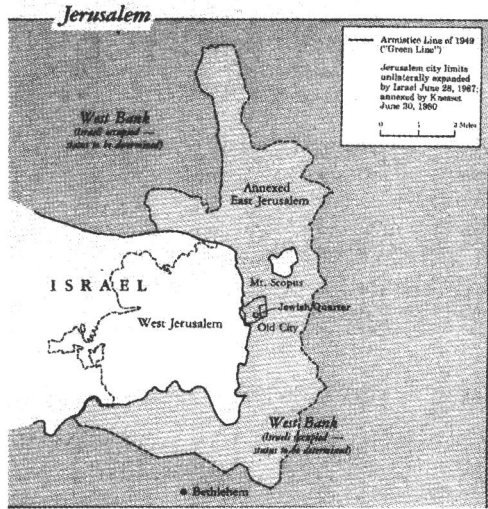 Jerusalem
Armistice Line of 1949
("Green Line")
Jerusalem city limits
unilaterally expanded
by Israel June 28, 1967;
annexed by Knesset
June 30, 1980
0 1 2 Miles
West Bank
(Israeli occupied —
status to be determined)
Annexed
East Jerusalem
ISRAEL
Mt. Scopus
Jewish Quarter
West Jerusalem
Old City
West Bank
(Israeli occupied —
status to be determined)
Bethlehem